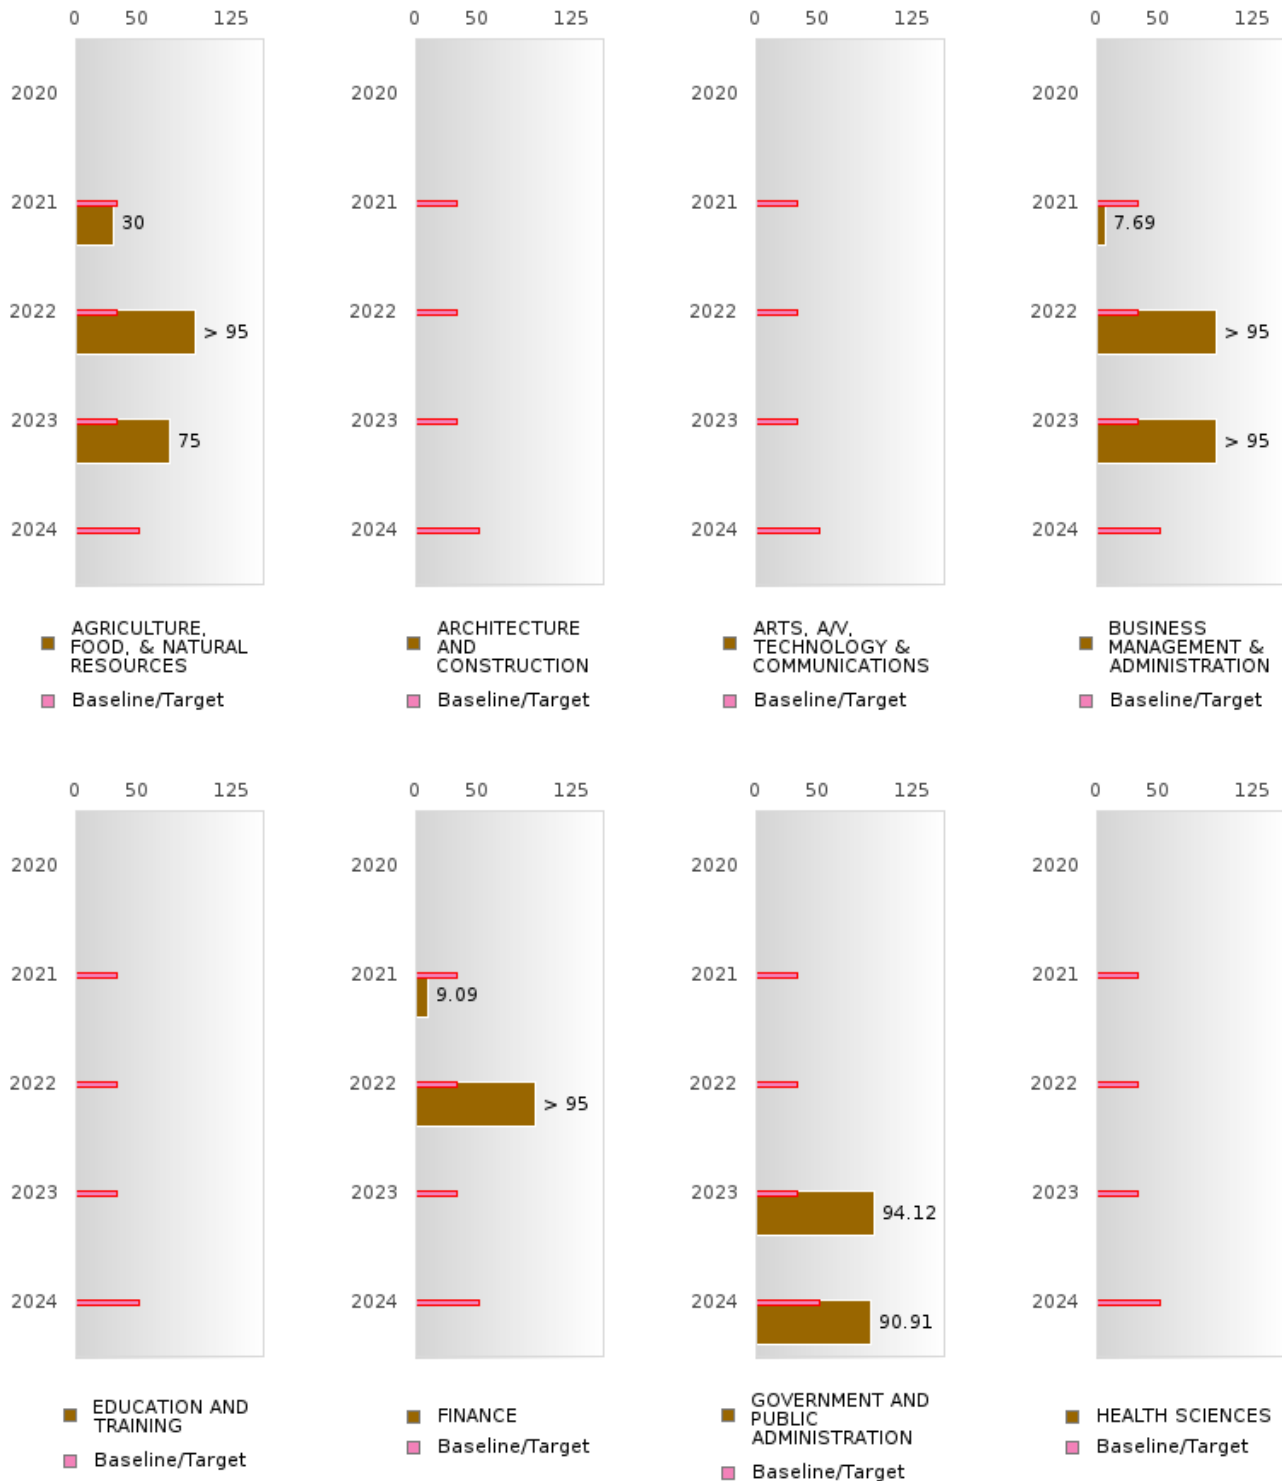 0 50 125 0 50 125 0 50 125 0 50 125
2020 2020 2020 2020
2021 2021 2021 2021
30 7.69
2022 2022 2022 2022
> 95 > 95
2023 2023 2023 2023
75 > 95
2024 2024 2024 2024
AGRICULTURE,
FOOD, & NATURAL
RESOURCES
Baseline/Target
ARCHITECTURE
AND
CONSTRUCTION
Baseline/Target
ARTS, A/V,
TECHNOLOGY &
COMMUNICATIONS
Baseline/Target
BUSINESS
MANAGEMENT &
ADMINISTRATION
Baseline/Target
0 50 125 0 50 125 0 50 125 0 50 125
2020 2020 2020 2020
2021 2021 2021 2021
9.09
2022 2022 2022 2022
> 95
2023 2023 2023 2023
94.12
2024 2024 2024 2024
90.91
EDUCATION AND
TRAINING
Baseline/Target
FINANCE
Baseline/Target
GOVERNMENT AND
PUBLIC
ADMINISTRATION
Baseline/Target
HEALTH SCIENCES
Baseline/Target